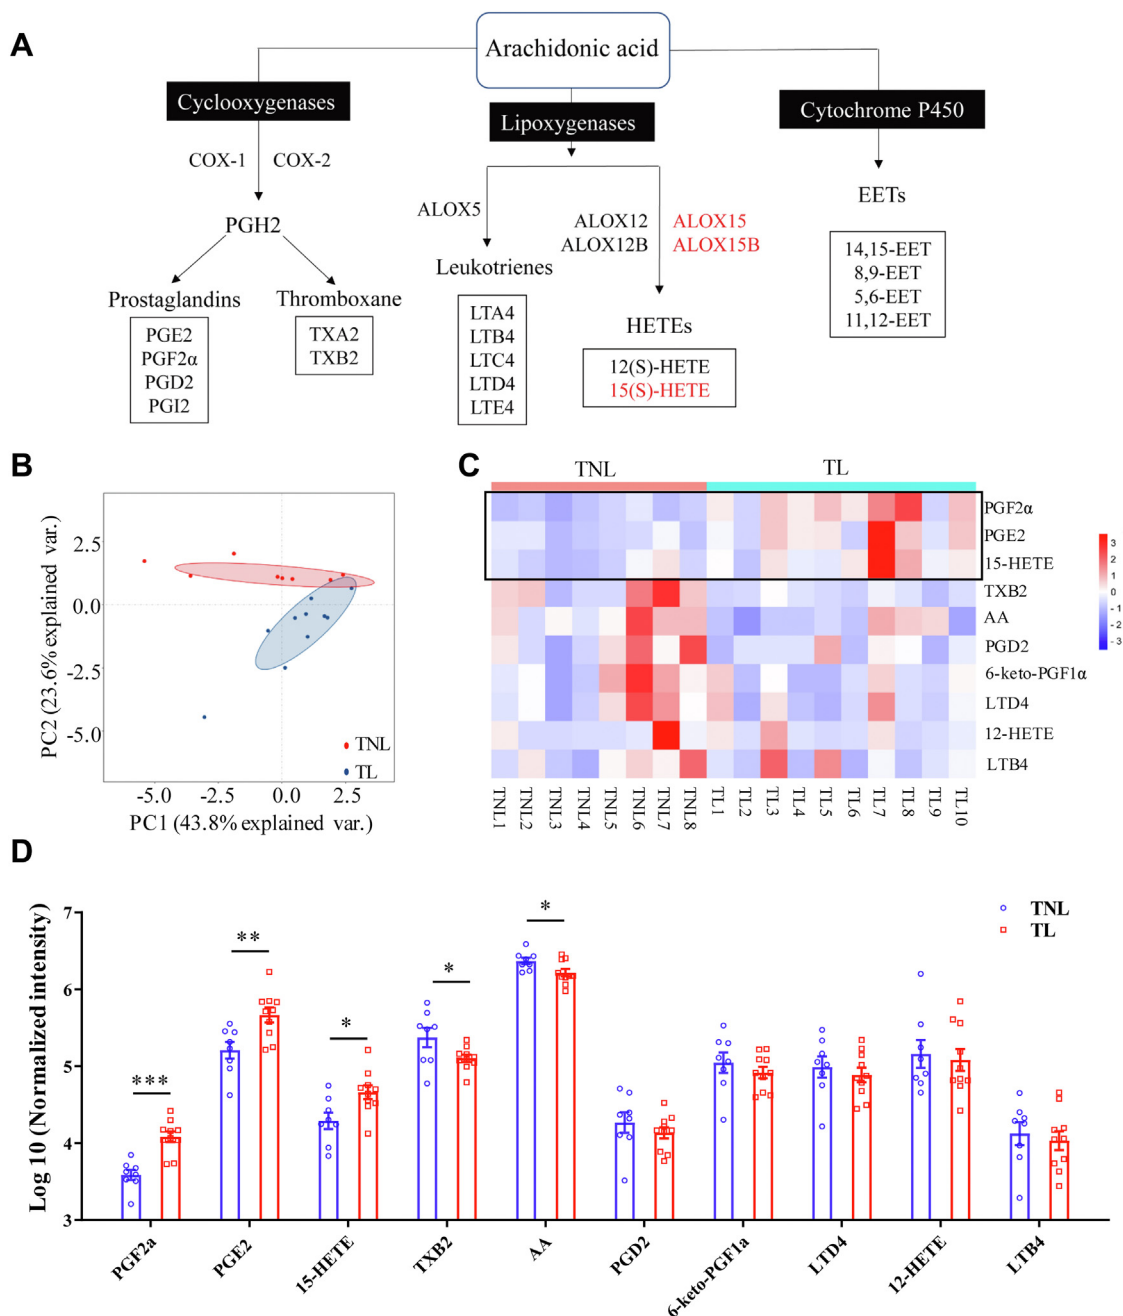 A
Arachidonic acid
Cyclooxygenases
Lipoxygenases
Cytochrome P450
COX-1 COX-2
PGH2
Prostaglandins
PGE2
PGF2α
PGD2
PGI2
Thromboxane
TXA2
TXB2
ALOX5
Leukotrienes
LTA4
LTB4
LTC4
LTD4
LTE4
ALOX12 ALOX15
ALOX12B ALOX15B
HETEs
12(S)-HETE
15(S)-HETE
EETs
14,15-EET
8,9-EET
5,6-EET
11,12-EET
B
PC2 (23.6% explained var.)
2.5
0.0
-2.5
-5.0
TNL
TL
-5.0 -2.5 0.0 2.5
PC1 (43.8% explained var.)
C
TNL TL
PGF2α
PGE2
15-HETE
TXB2
AA
PGD2
6-keto-PGF1α
LTD4
12-HETE
LTB4
TNL1 TNL2 TNL3 TNL4 TNL5 TNL6 TNL7 TNL8 TL1 TL2 TL3 TL4 TL5 TL6 TL7 TL8 TL9 TL10
3
2
1
0
-1
-2
-3
D
Log 10 (Normalized intensity)
7
6
5
4
3
*** ** * * *
TNL
TL
PGF2a PGE2 15-HETE TXB2 AA PGD2 6-keto-PGF1a LTD4 12-HETE LTB4